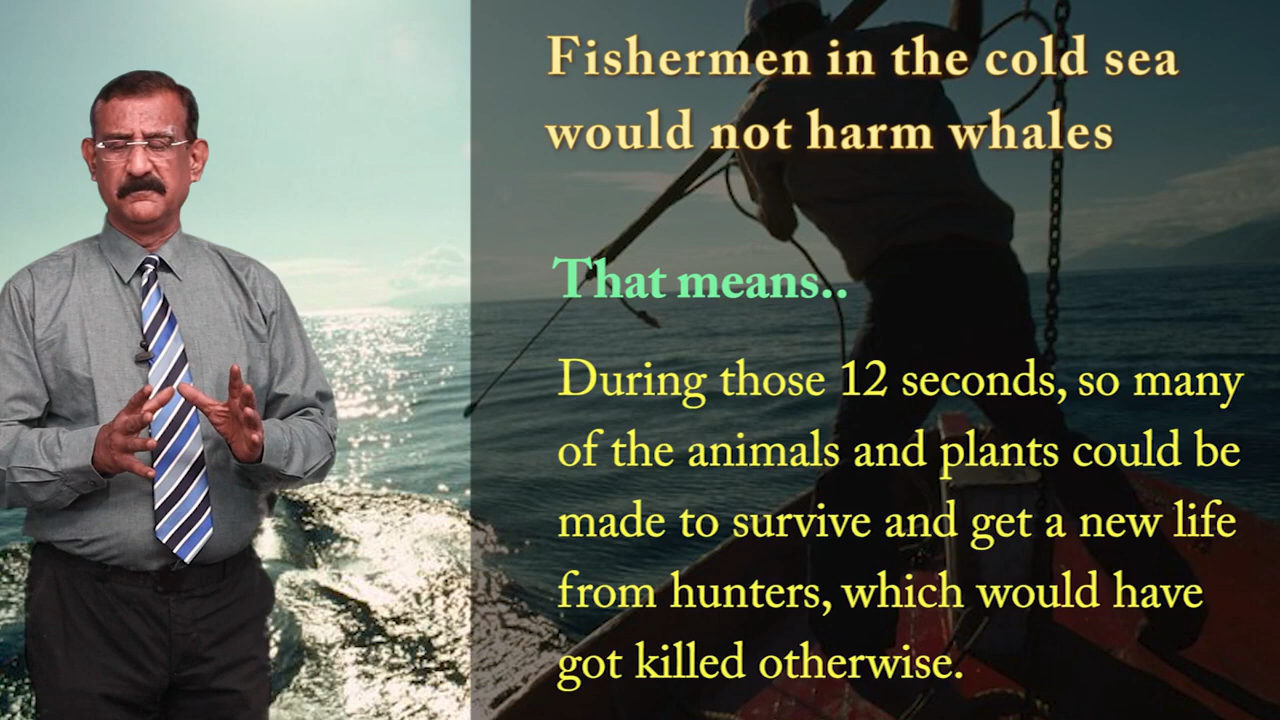 Fishermen in the cold sea
would not harm whales
That means..
During those 12 seconds, so many
of the animals and plants could be
made to survive and get a new life
from hunters, which would have
got killed otherwise.